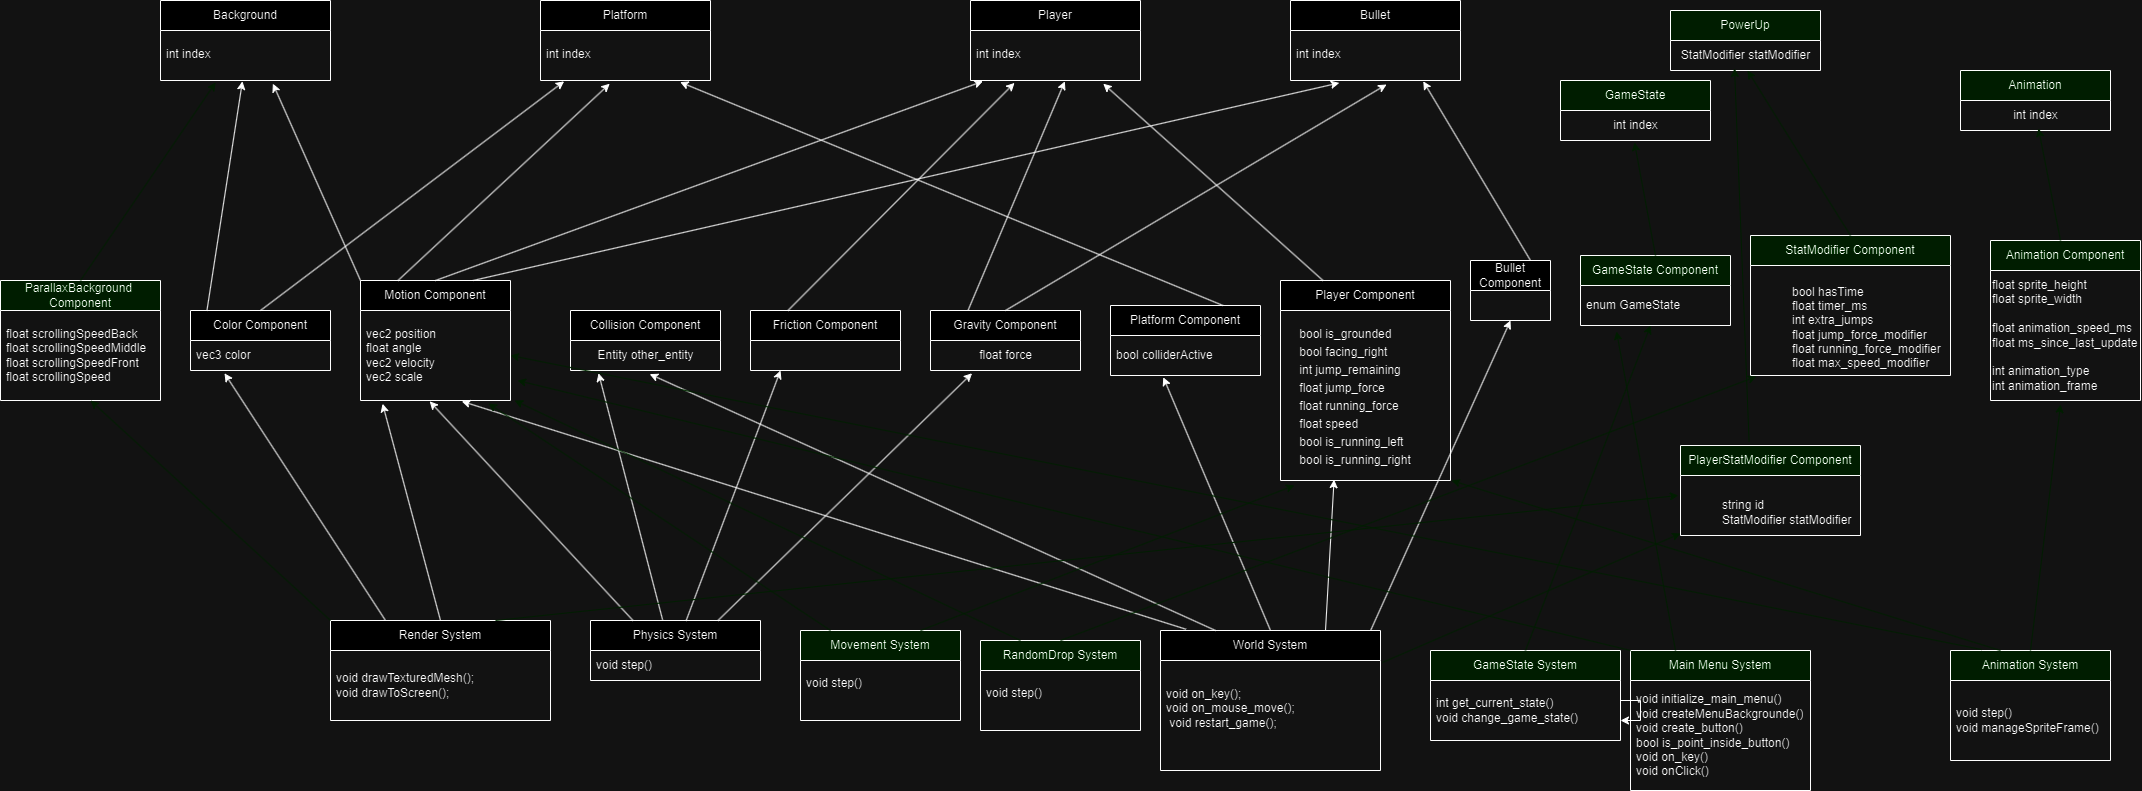 Background
int index
Platform
int index
Player
int index
Bullet
int index
PowerUp
StatModifier statModifier
GameState
int index
Animation
int index
ParallaxBackground
Component
float scrollingSpeedBack
float scrollingSpeedMiddle
float scrollingSpeedFront
float scrollingSpeed
Color Component
vec3 color
Motion Component
vec2 position
float angle
vec2 velocity
vec2 scale
Collision Component
Entity other_entity
Friction Component
Gravity Component
float force
Platform Component
bool colliderActive
Player Component
bool is_grounded
bool facing_right
int jump_remaining
float jump_force
float running_force
float speed
bool is_running_left
bool is_running_right
Bullet
Component
GameState Component
enum GameState
StatModifier Component
bool hasTime
float timer_ms
int extra_jumps
float jump_force_modifier
float running_force_modifier
float max_speed_modifier
Animation Component
float sprite_height
float sprite_width
float animation_speed_ms
float ms_since_last_update
int animation_type
int animation_frame
PlayerStatModifier Component
string id
StatModifier statModifier
Render System
void drawTexturedMesh();
void drawToScreen();
Physics System
void step()
Movement System
void step()
RandomDrop System
void step()
World System
void on_key();
void on_mouse_move();
void restart_game();
GameState System
int get_current_state()
void change_game_state()
Main Menu System
void initialize_main_menu()
void createMenuBackgrounde()
void create_button()
bool is_point_inside_button()
void on_key()
void onClick()
Animation System
void step()
void manageSpriteFrame()